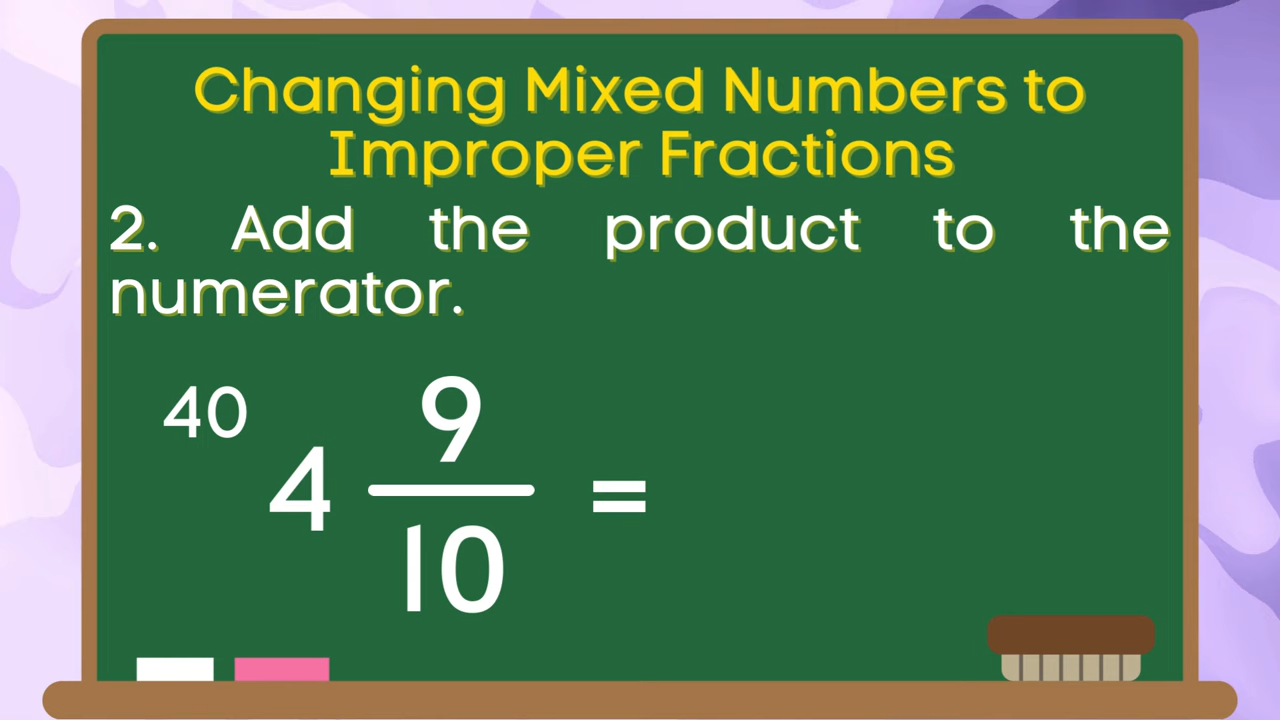 Changing Mixed Numbers to
Improper Fractions
2. Add the product to the
numerator.
40
4 9/10 =